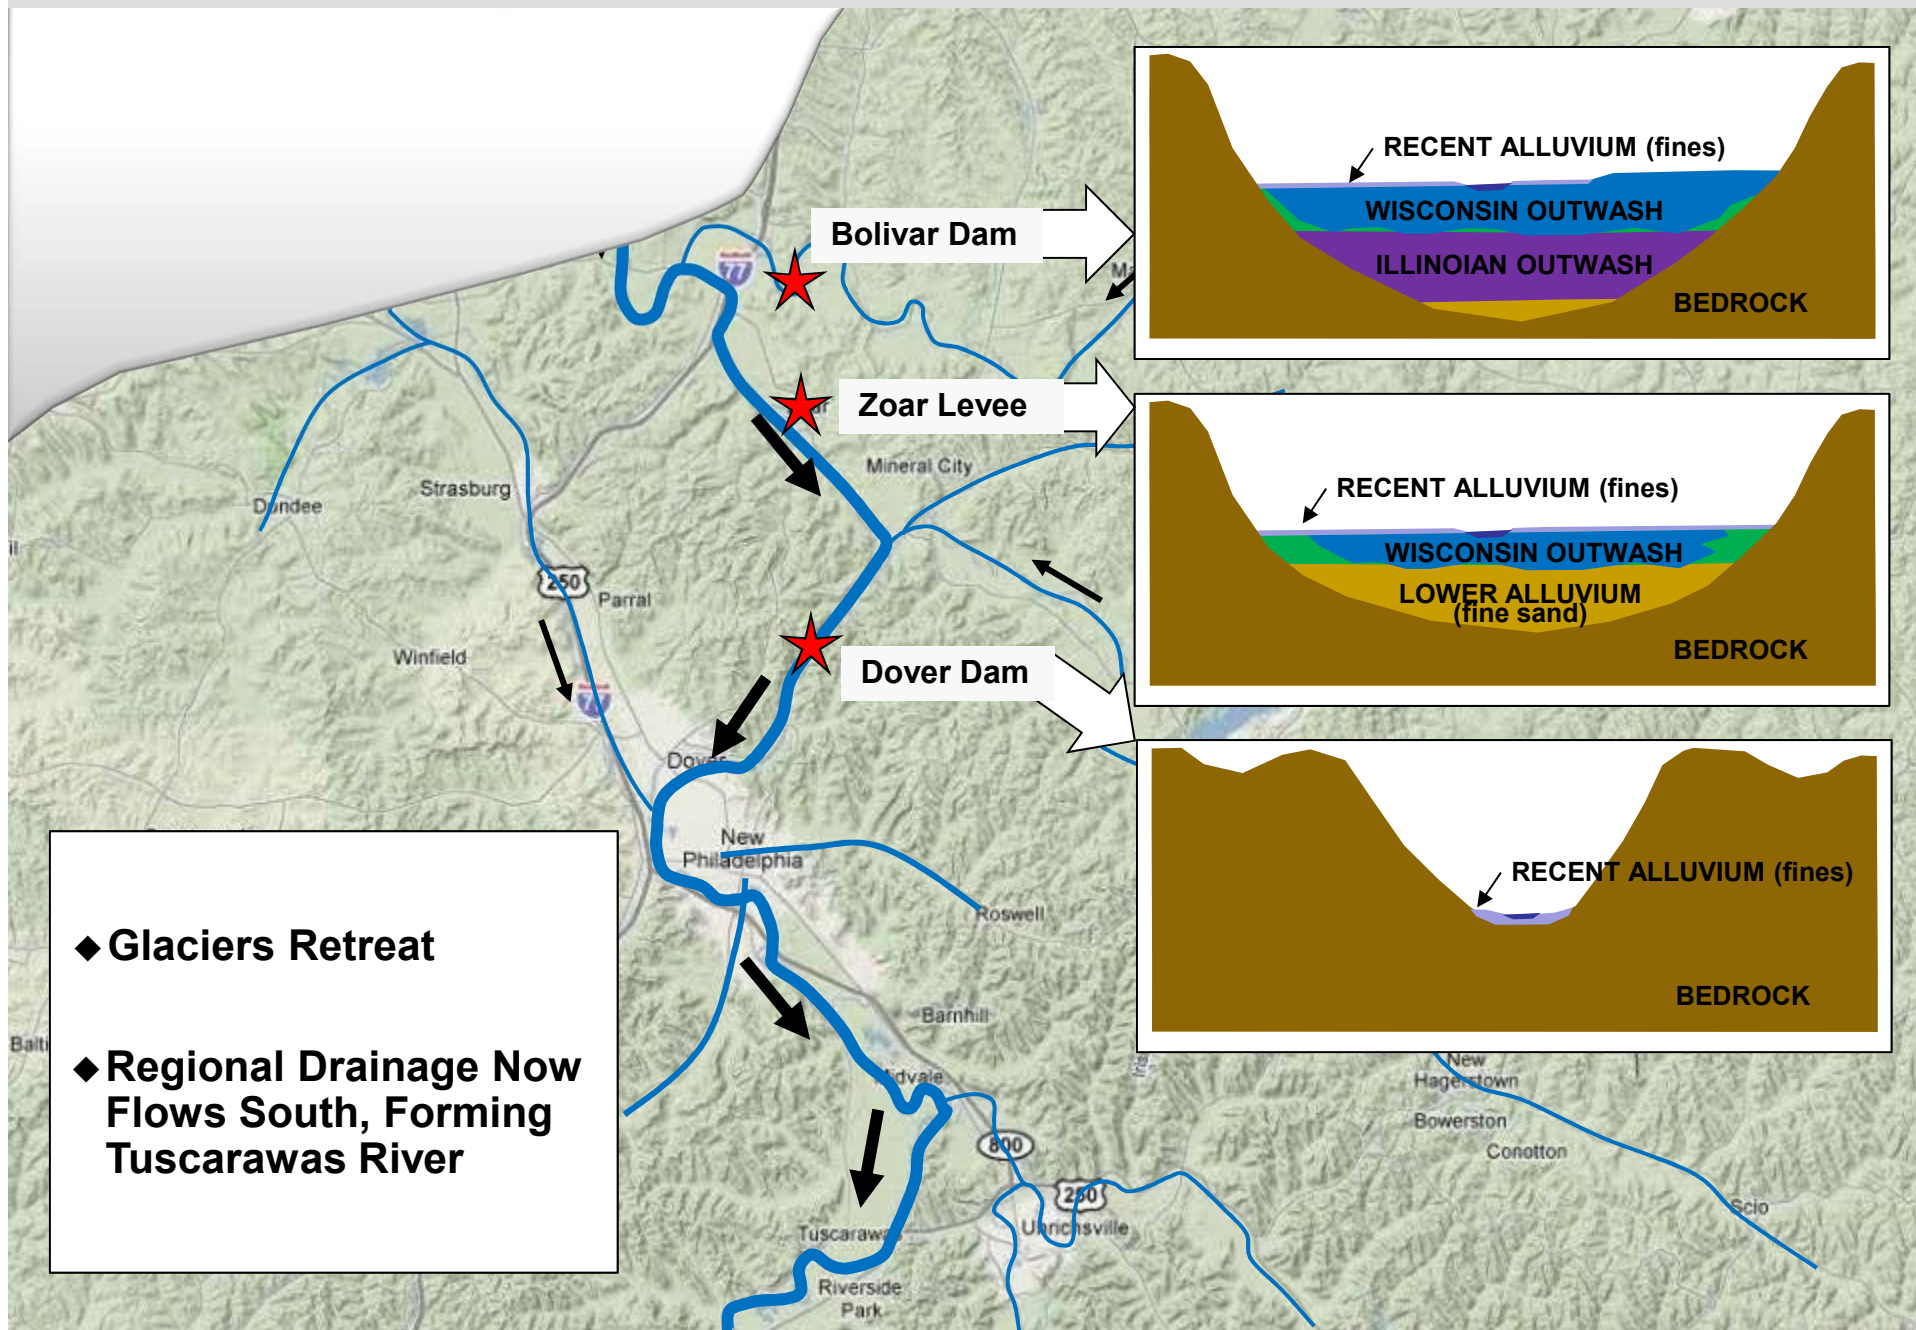 Bolivar Dam
Zoar Levee
Dover Dam
RECENT ALLUVIUM (fines)
WISCONSIN OUTWASH
ILLINOIAN OUTWASH
BEDROCK
RECENT ALLUVIUM (fines)
WISCONSIN OUTWASH
LOWER ALLUVIUM
(fine sand)
BEDROCK
RECENT ALLUVIUM (fines)
BEDROCK
77
Mineral City
Strasburg
Dundee
250
Parral
Winfield
77
Dover
New
Philadelphia
Roswell
Barnhill
Midvale
800
250
Uhrichsville
Tuscarawas
Riverside
Park
New
Hagerstown
Bowerston
Conotton
Scio
◆ Glaciers Retreat
◆ Regional Drainage Now
Flows South, Forming
Tuscarawas River